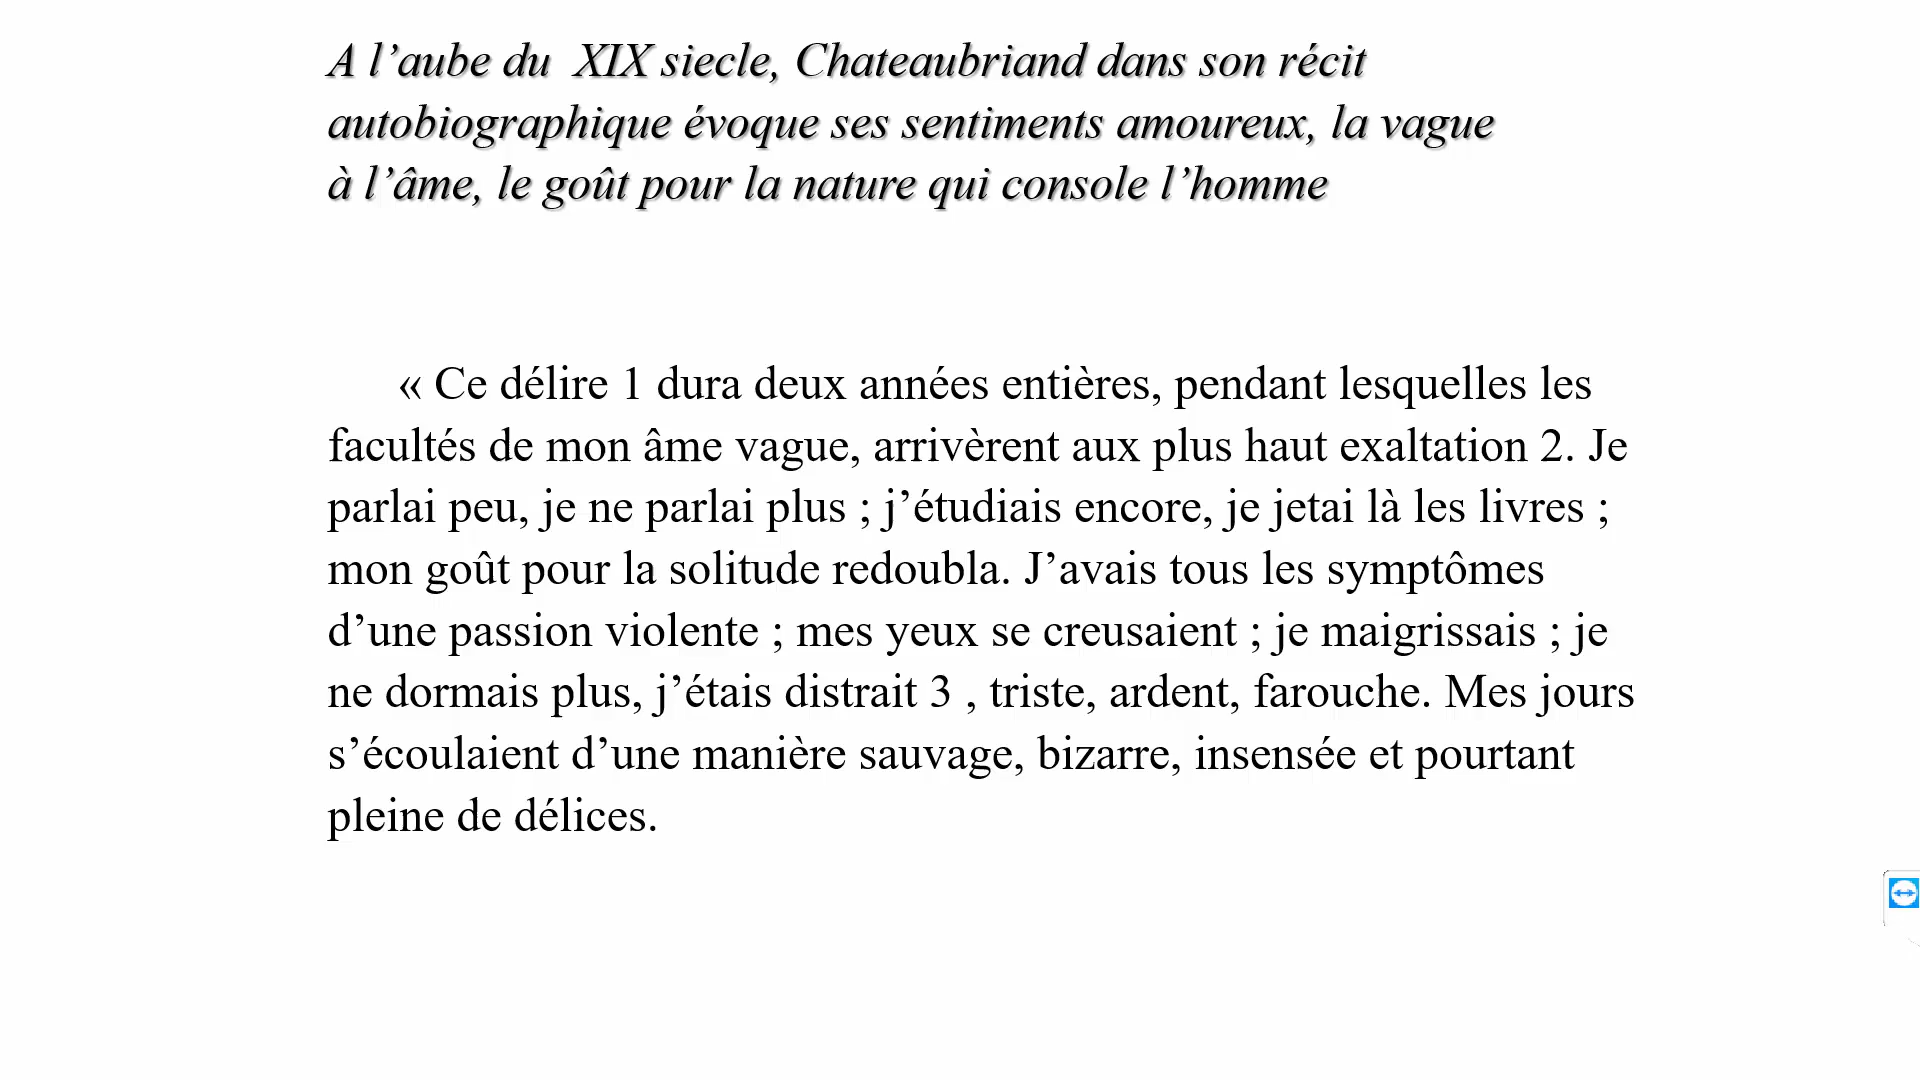 A l’aube du  XIX siecle, Chateaubriand dans son récit
autobiographique évoque ses sentiments amoureux, la vague
à l’âme, le goût pour la nature qui console l’homme
« Ce délire 1 dura deux années entières, pendant lesquelles les
facultés de mon âme vague, arrivèrent aux plus haut exaltation 2. Je
parlai peu, je ne parlai plus ; j’étudiais encore, je jetai là les livres ;
mon goût pour la solitude redoubla. J’avais tous les symptômes
d’une passion violente ; mes yeux se creusaient ; je maigrissais ; je
ne dormais plus, j’étais distrait 3 , triste, ardent, farouche. Mes jours
s’écoulaient d’une manière sauvage, bizarre, insensée et pourtant
pleine de délices.